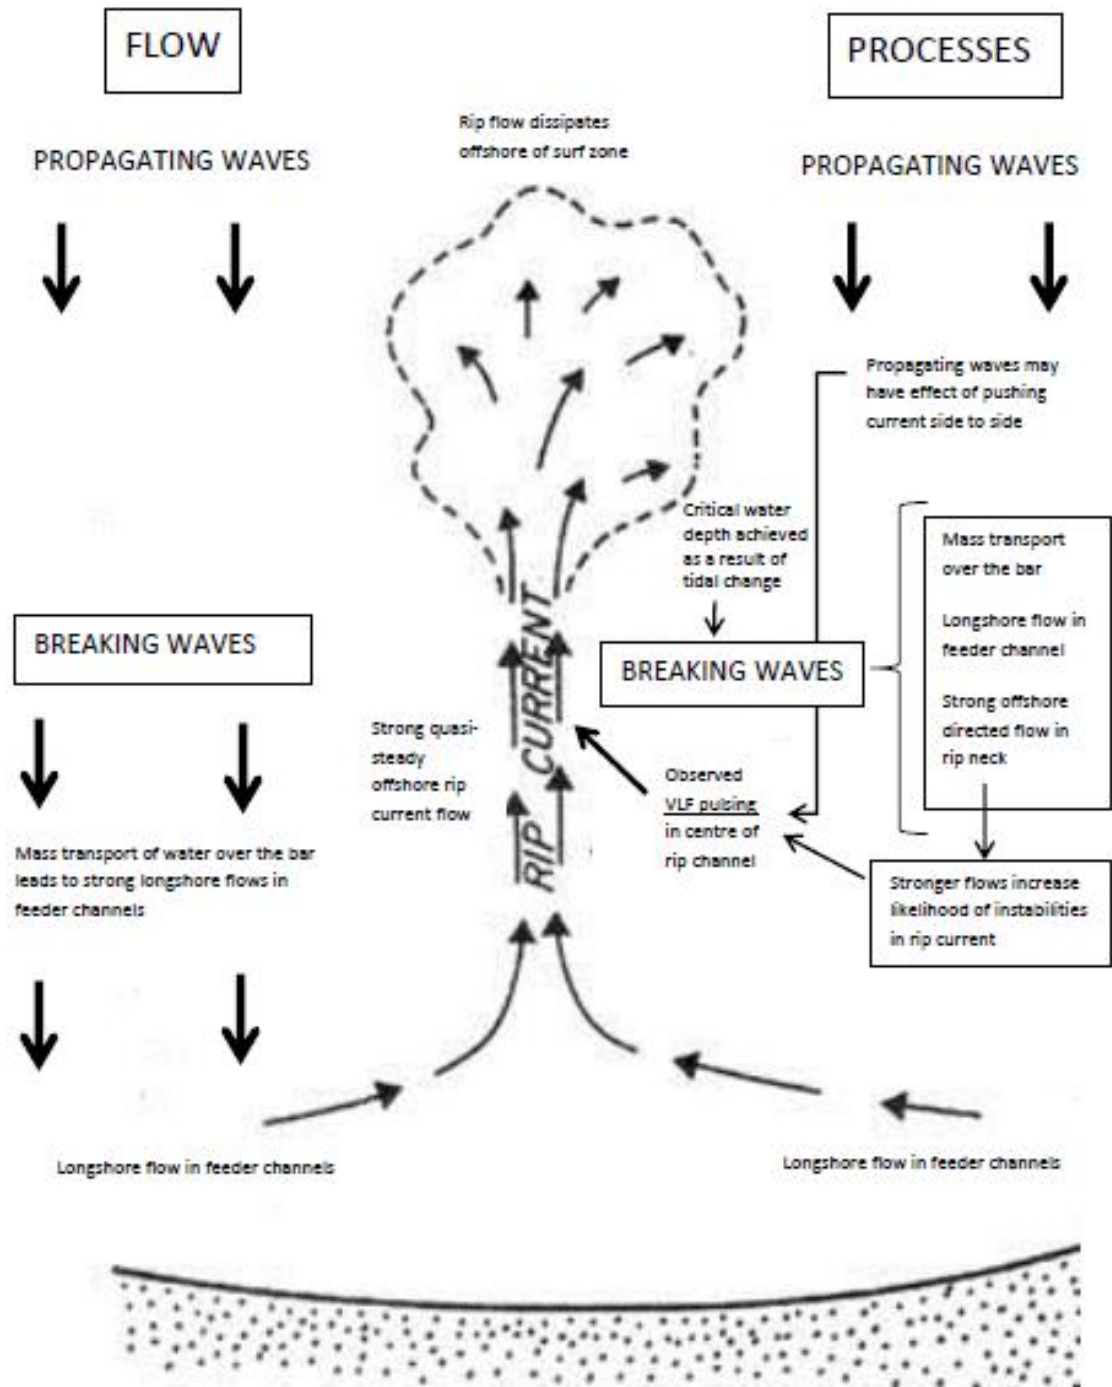 FLOW
PROCESSES
Rip flow dissipates
offshore of surf zone
PROPAGATING WAVES
PROPAGATING WAVES
Propagating waves may
have effect of pushing
current side to side
Critical water
depth achieved
as a result of
tidal change
Mass transport
over the bar
Longshore flow in
feeder channel
Strong offshore
directed flow in
rip neck
BREAKING WAVES
BREAKING WAVES
RIP CURRENT
Strong quasi-
steady
offshore rip
current flow
Observed
VLF pulsing
in centre of
rip channel
Mass transport of water over the bar
leads to strong longshore flows in
feeder channels
Stronger flows increase
likelihood of instabilities
in rip current
Longshore flow in feeder channels
Longshore flow in feeder channels